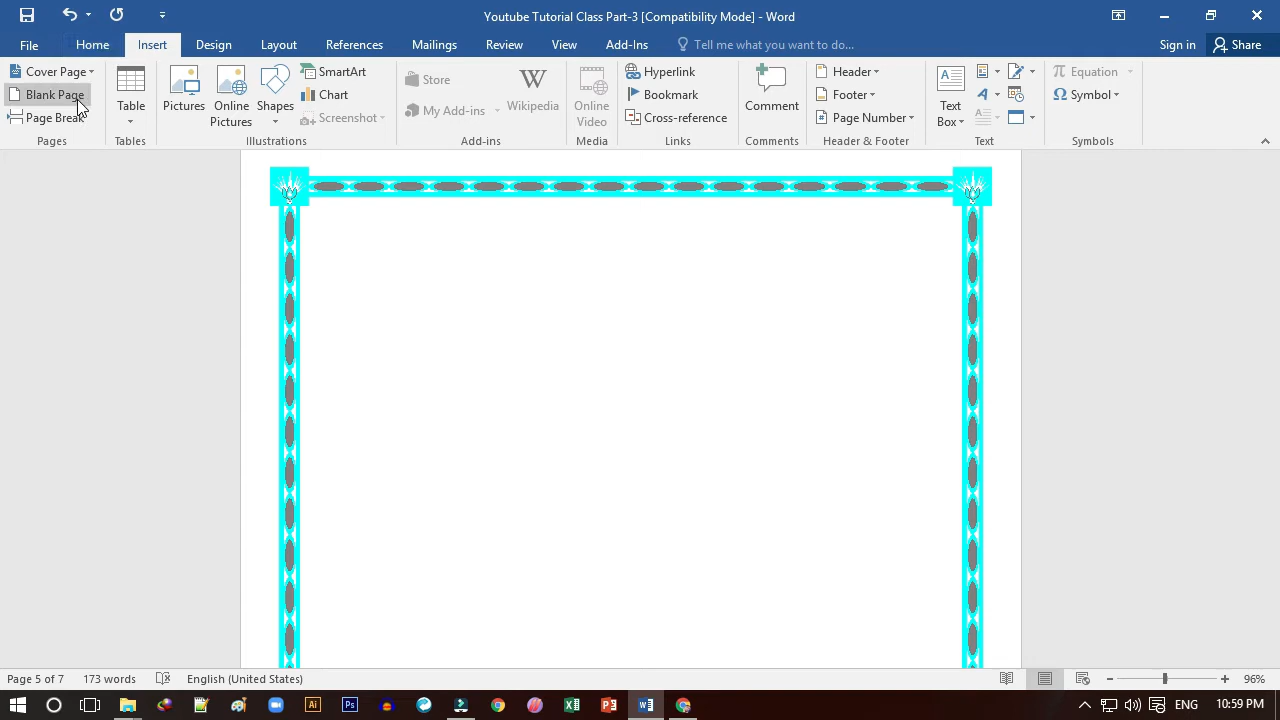 Youtube Tutorial Class Part-3 [Compatibility Mode] - Word
File Home Insert Design Layout References Mailings Review View Add-Ins Tell me what you want to do... Sign in Share
Cover Page
Blank Page
Page Break
Pages
Table
Tables
Pictures
Online Pictures
Shapes
SmartArt
Chart
Screenshot
Illustrations
Store
My Add-ins
Wikipedia
Add-ins
Online Video
Media
Hyperlink
Bookmark
Cross-reference
Links
Comment
Comments
Header
Footer
Page Number
Header & Footer
Text Box
Text
Equation
Symbol
Symbols
Page 5 of 7 173 words English (United States) 96%
ENG 10:59 PM